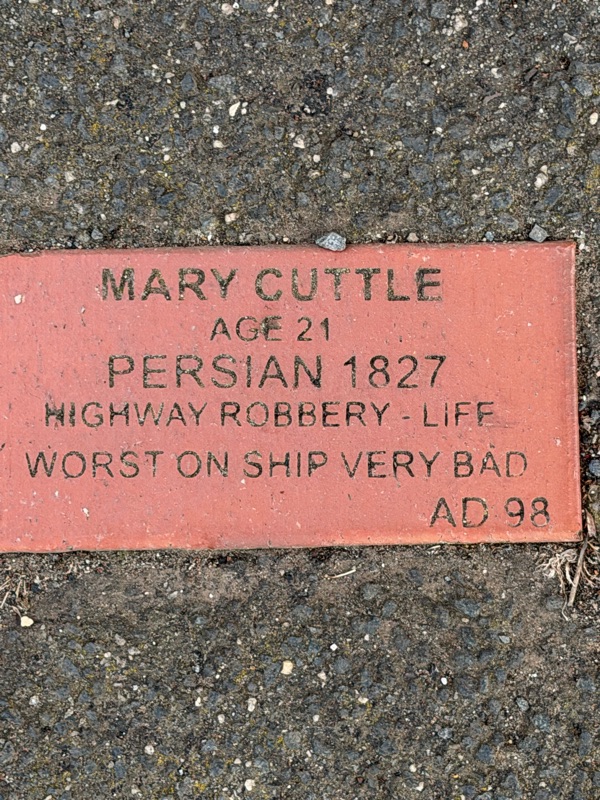 MARY CUTTLE
AGE 21
PERSIAN 1827
HIGHWAY ROBBERY - LIFE
WORST ON SHIP VERY BAD
AD 98